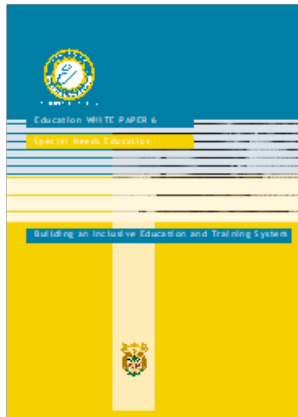 Education WHITE PAPER 6
Special Needs Education
Building an Inclusive Education and Training System